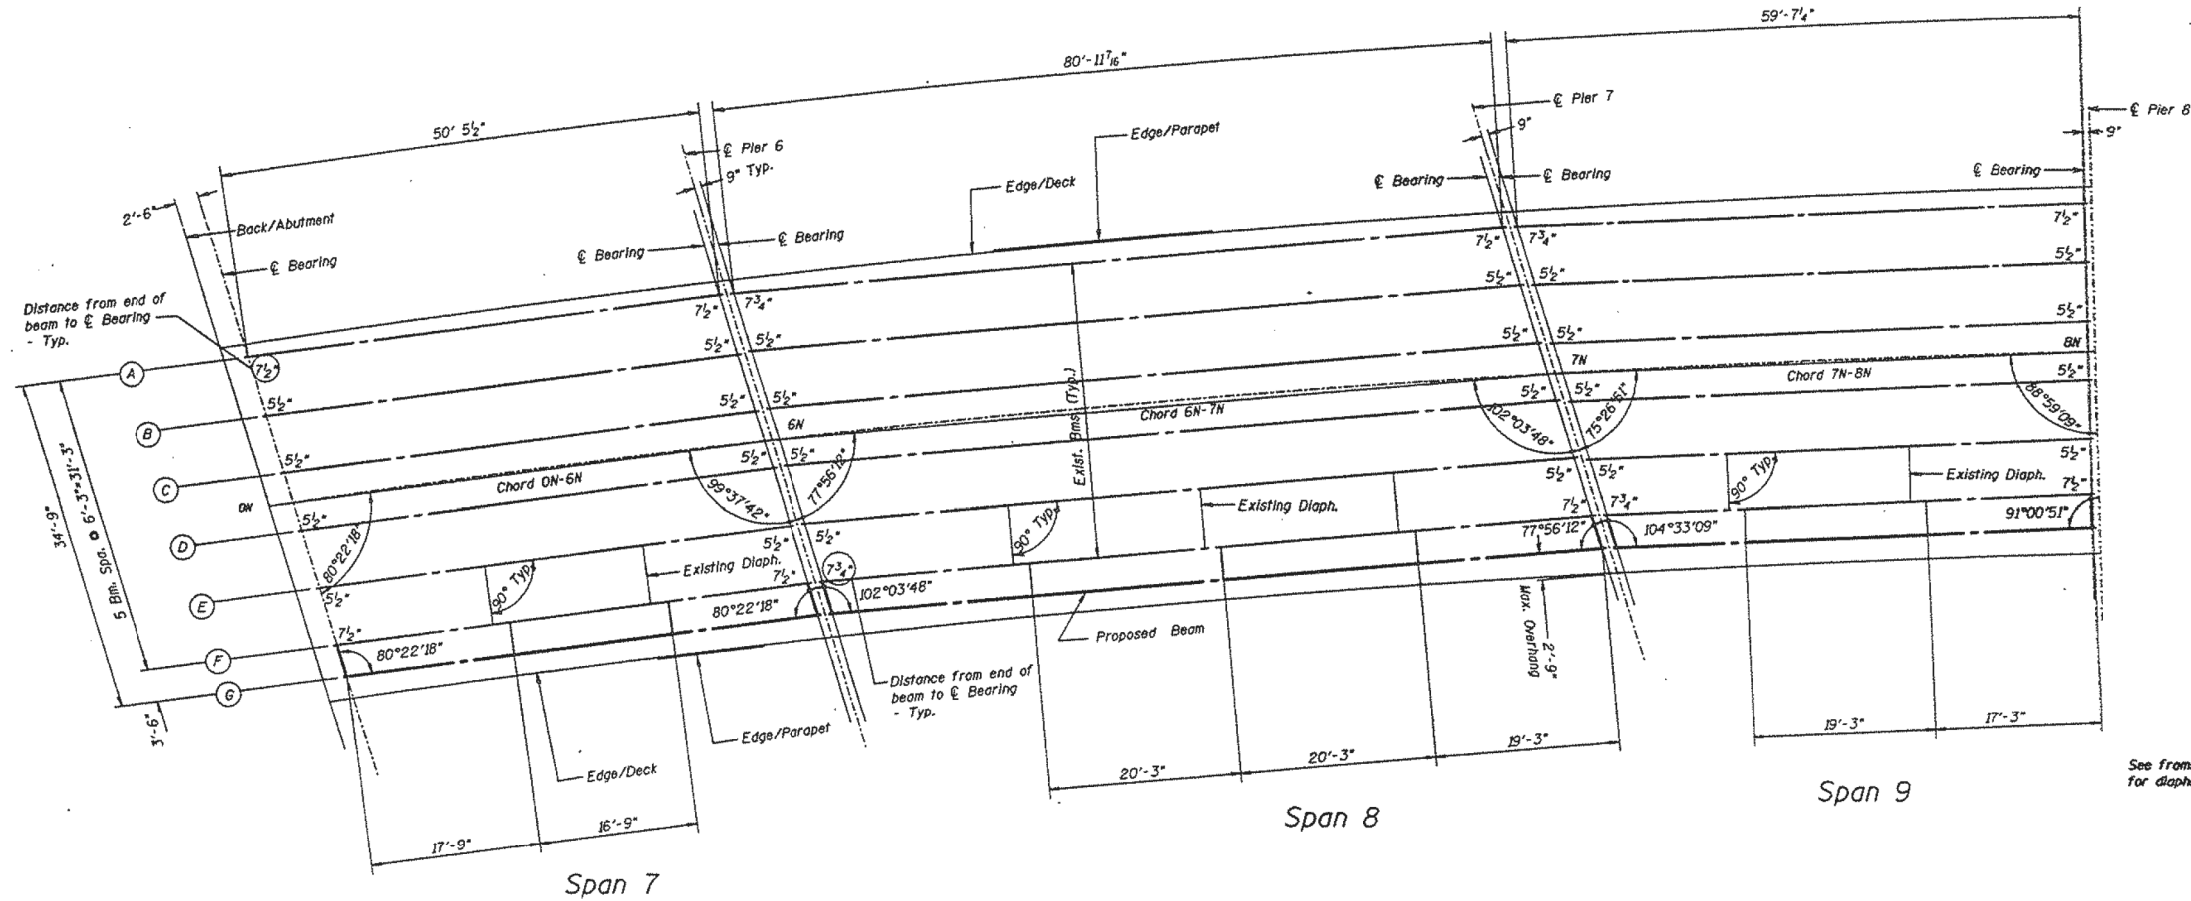 59'-7¼"
80'-11⁷⁄₁₆"
50' 5½"
℄ Pier 6
9" Typ.
Edge/Parapet
Edge/Deck
℄ Pier 7
9"
℄ Pier 8
9"
℄ Bearing
℄ Bearing
℄ Bearing
2'-6"
Back/Abutment
℄ Bearing
℄ Bearing
℄ Bearing
Distance from end of
beam to ℄ Bearing
- Typ.
7½"
7¾"
7½"
7¾"
7½"
7½"
A
5½"
5½"
5½"
5½"
5½"
5½"
B
5½"
5½"
5½"
5½"
5½"
5½"
C
0N
Chord 0N-6N
6N
Chord 6N-7N
7N
Chord 7N-8N
8N
5½"
5½"
5½"
5½"
5½"
5½"
D
80°22'18"
99°37'42"
77°56'12"
102°03'48"
75°26'51"
88°59'09"
Exist. Bms. (Typ.)
34'-9"
5 Bm. Spa. @ 6'-3"=31'-3"
5½"
5½"
5½"
5½"
5½"
5½"
E
90° Typ.
Existing Diaph.
90° Typ.
Existing Diaph.
90° Typ.
Existing Diaph.
7½"
7½"
7¾"
7½"
7¾"
7½"
F
80°22'18"
80°22'18"
102°03'48"
77°56'12"
104°33'09"
91°00'51"
G
3'-6"
Proposed Beam
Max. Overhang
2'-9"
Distance from end of
beam to ℄ Bearing
- Typ.
Edge/Parapet
Edge/Deck
17'-9"
16'-9"
20'-3"
20'-3"
19'-3"
19'-3"
17'-3"
Span 7
Span 8
Span 9
See
for